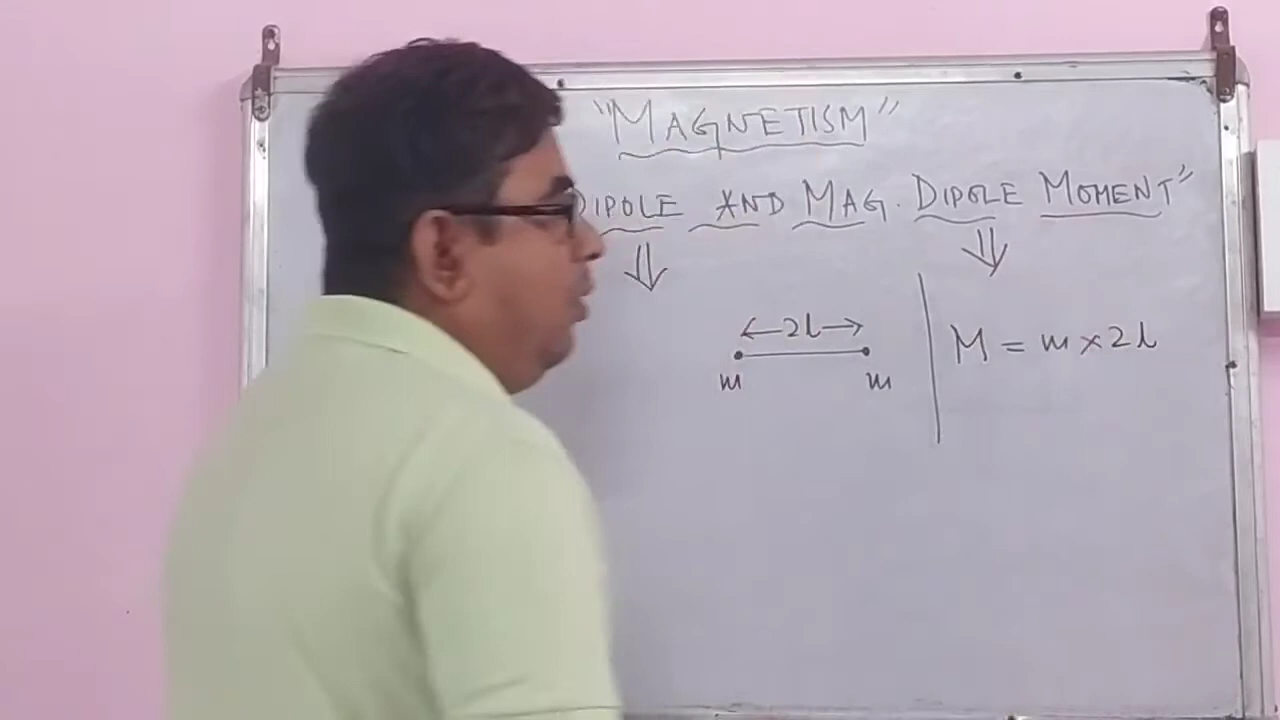 "MAGNETISM"
DIPOLE AND MAG. DIPOLE MOMENT"
⇓ ⇓
←2l→
m m
M = m × 2l